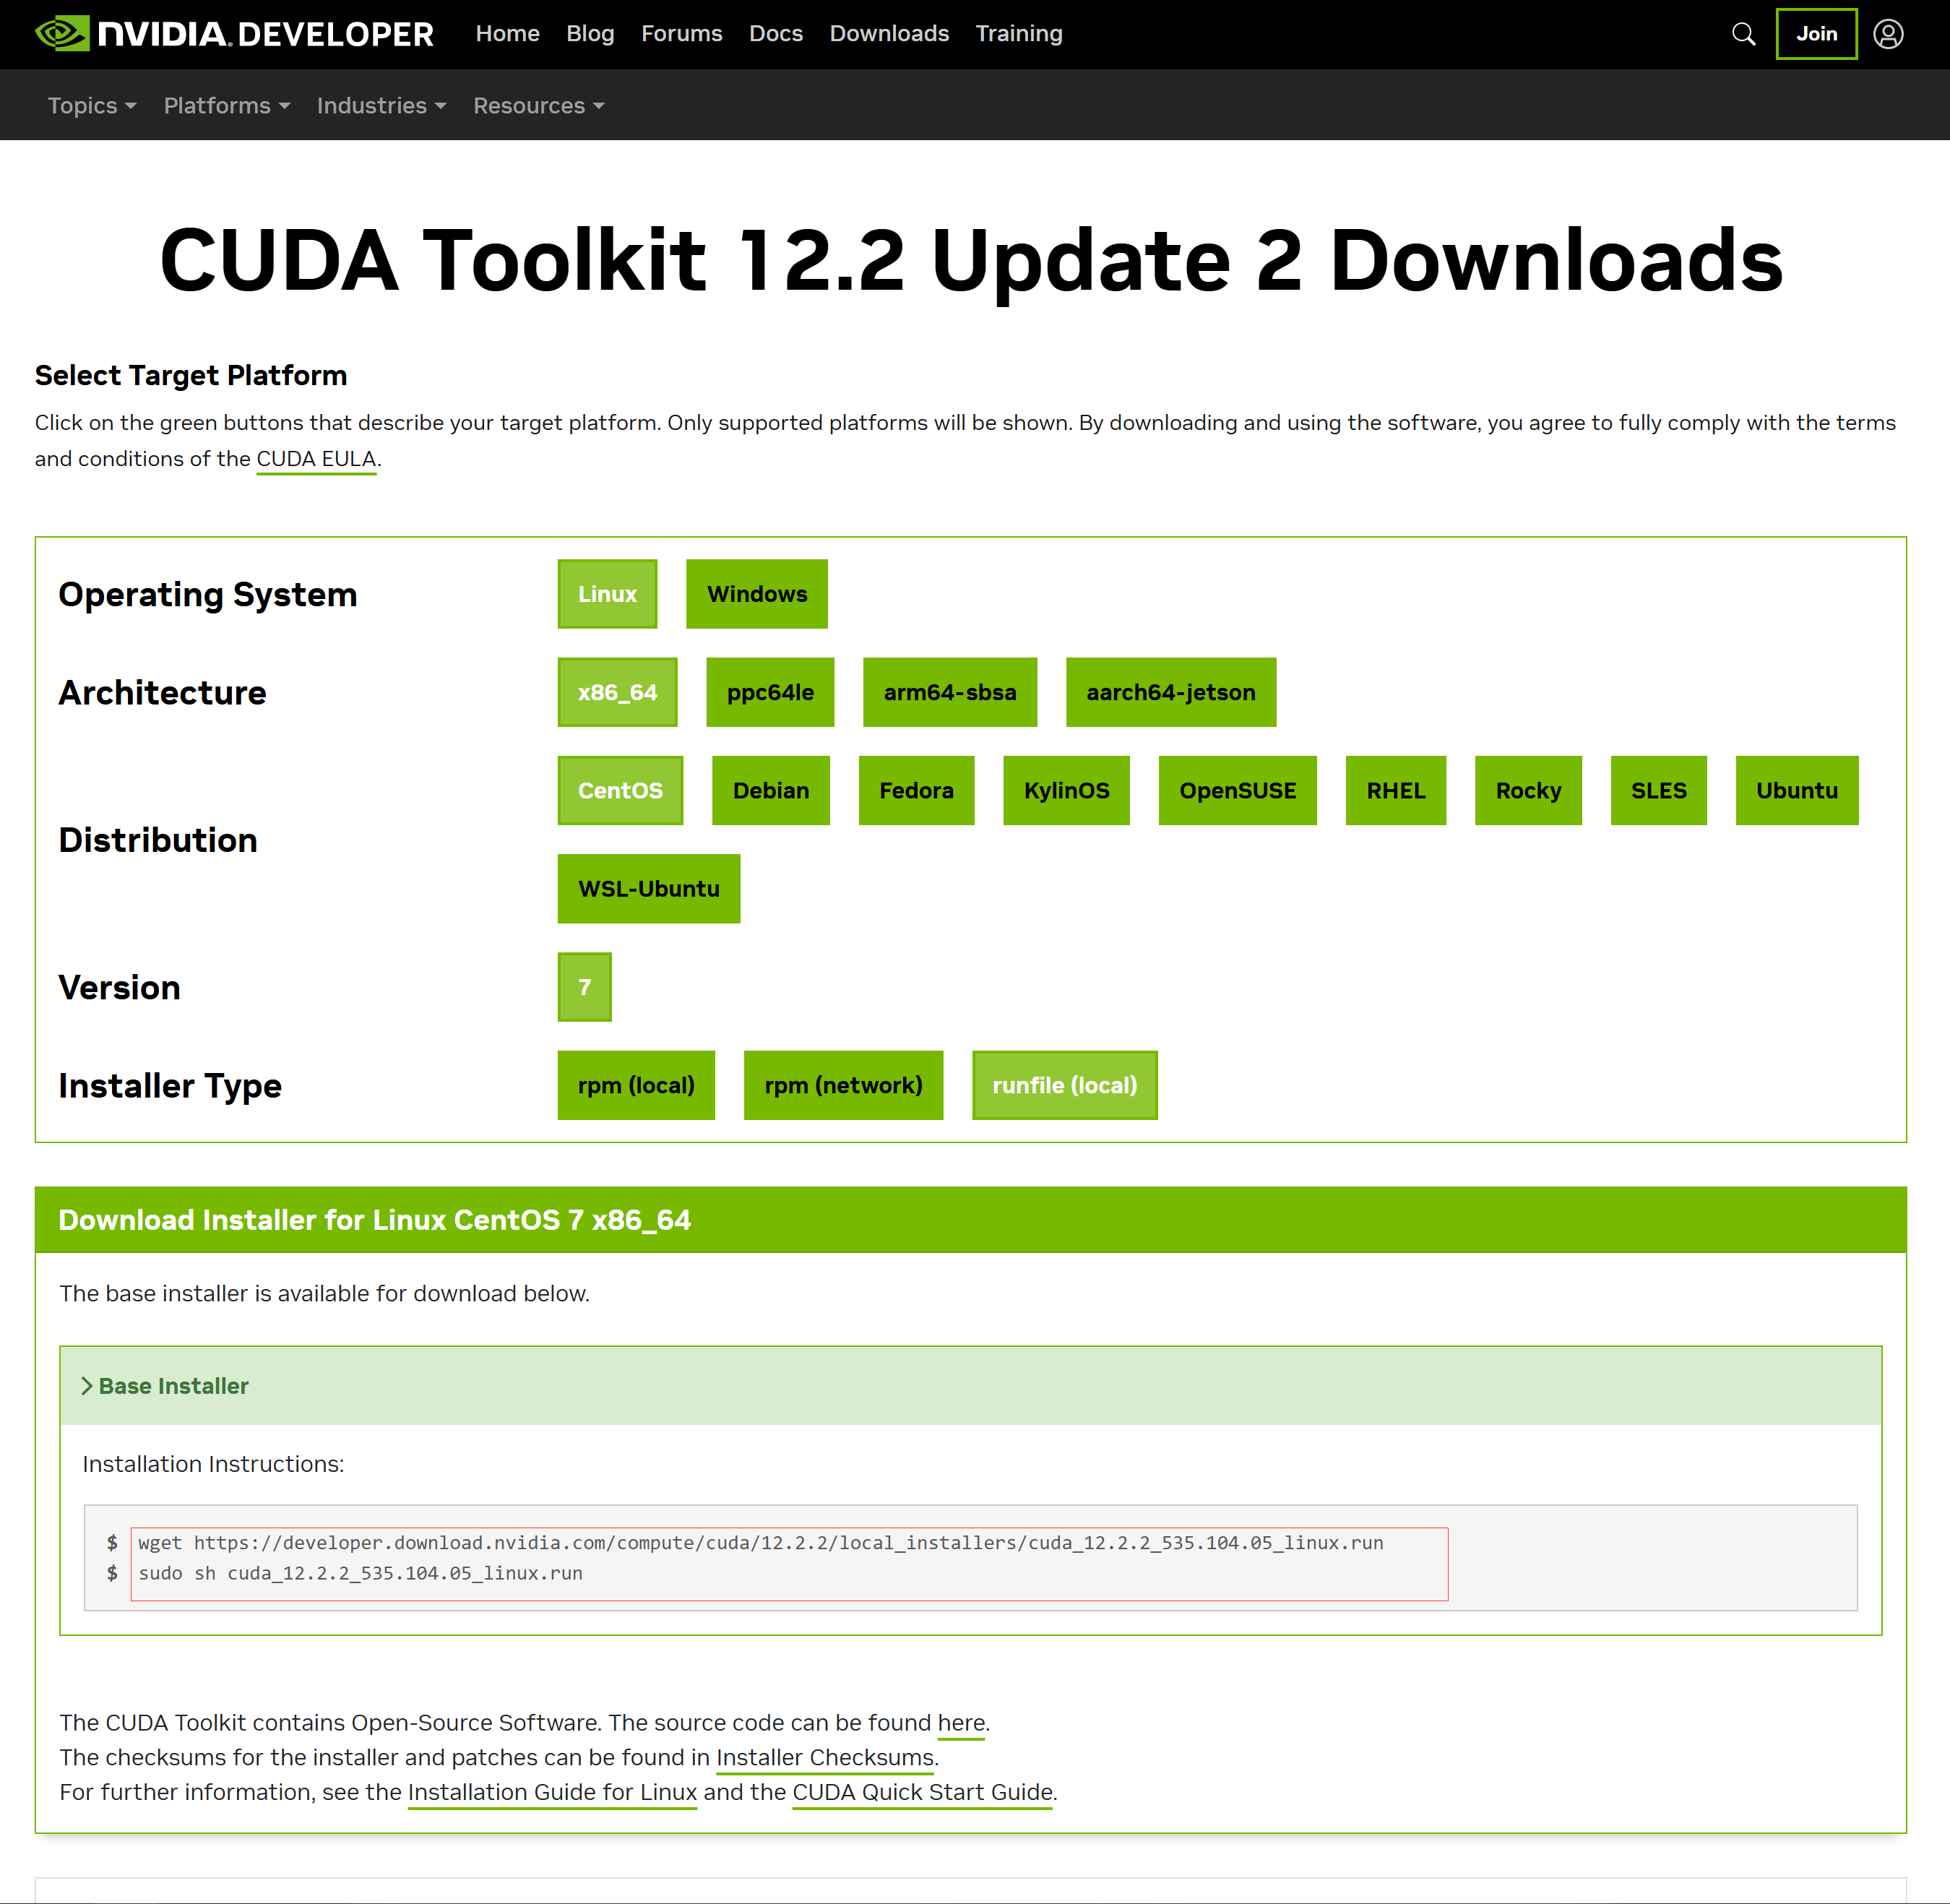 NVIDIA. DEVELOPER Home Blog Forums Docs Downloads Training Join
Topics Platforms Industries Resources
CUDA Toolkit 12.2 Update 2 Downloads
Select Target Platform
Click on the green buttons that describe your target platform. Only supported platforms will be shown. By downloading and using the software, you agree to fully comply with the terms
and conditions of the CUDA EULA.
Operating System Linux Windows
Architecture x86_64 ppc64le arm64-sbsa aarch64-jetson
Distribution CentOS Debian Fedora KylinOS OpenSUSE RHEL Rocky SLES Ubuntu
WSL-Ubuntu
Version 7
Installer Type rpm (local) rpm (network) runfile (local)
Download Installer for Linux CentOS 7 x86_64
The base installer is available for download below.
Base Installer
Installation Instructions:
$ wget https://developer.download.nvidia.com/compute/cuda/12.2.2/local_installers/cuda_12.2.2_535.104.05_linux.run
$ sudo sh cuda_12.2.2_535.104.05_linux.run
The CUDA Toolkit contains Open-Source Software. The source code can be found here.
The checksums for the installer and patches can be found in Installer Checksums.
For further information, see the Installation Guide for Linux and the CUDA Quick Start Guide.